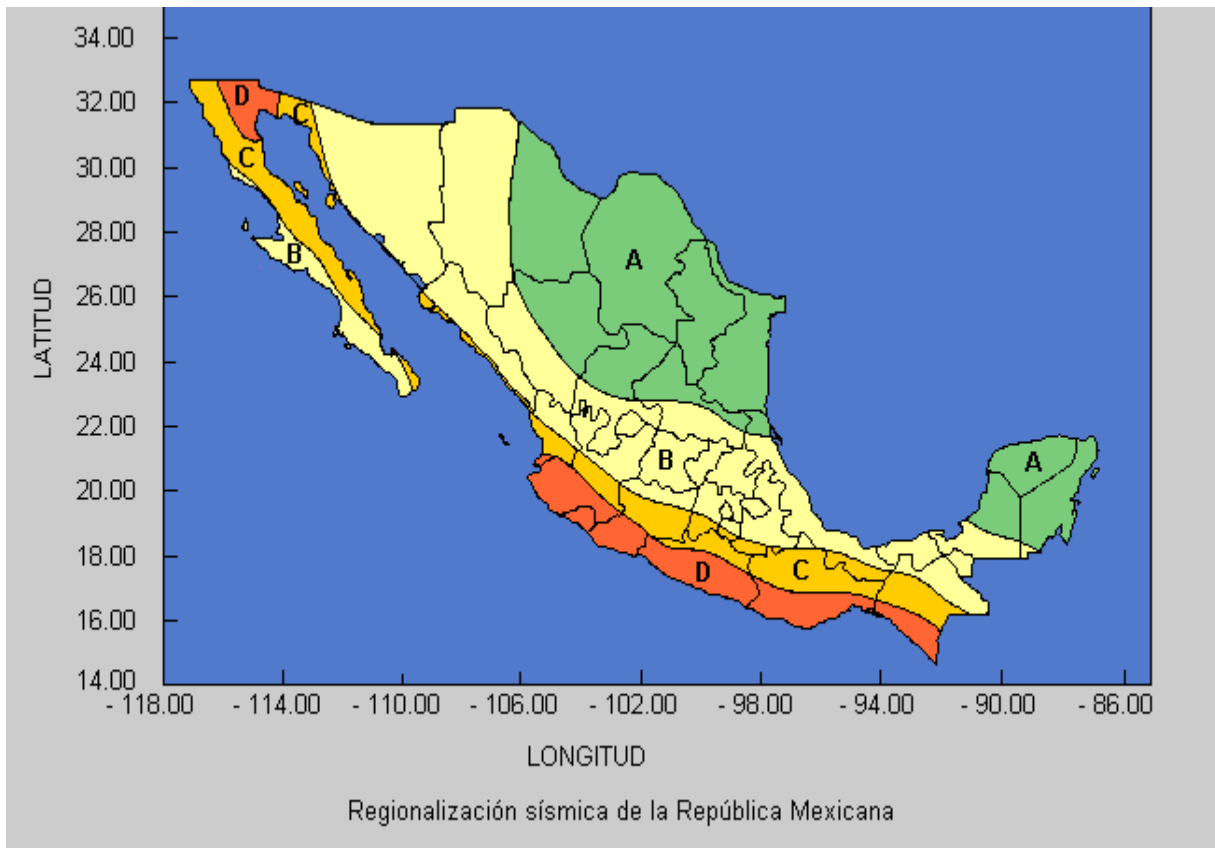 34.00
32.00
30.00
28.00
26.00
24.00
22.00
20.00
18.00
16.00
14.00
LATITUD
D
C
C
B
A
A
B
D
C
- 118.00 - 114.00 - 110.00 - 106.00 - 102.00 - 98.00 - 94.00 - 90.00 - 86.00
LONGITUD
Regionalización sísmica de la República Mexicana